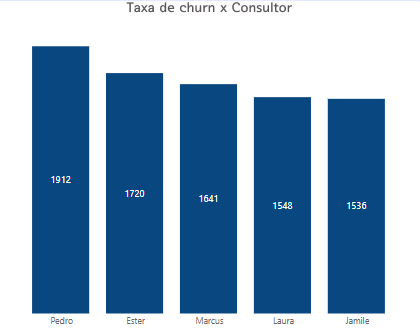 Taxa de churn x Consultor
1912
1720
1641
1548
1536
Pedro Ester Marcus Laura Jamile